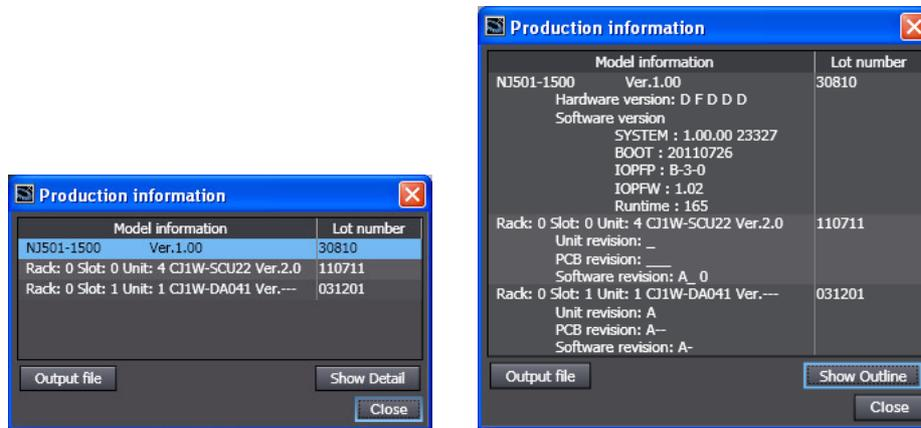 Production information
Model information Lot number
NJ501-1500 Ver.1.00 30810
Rack: 0 Slot: 0 Unit: 4 CJ1W-SCU22 Ver.2.0 110711
Rack: 0 Slot: 1 Unit: 1 CJ1W-DA041 Ver.--- 031201
Output file Show Detail
Close
Production information
Model information Lot number
NJ501-1500 Ver.1.00 30810
Hardware version: D F D D D
Software version
SYSTEM : 1.00.00 23327
BOOT : 20110726
IOPFP : B-3-0
IOPFW : 1.02
Runtime : 165
Rack: 0 Slot: 0 Unit: 4 CJ1W-SCU22 Ver.2.0 110711
Unit revision: _
PCB revision: ___
Software revision: A_ 0
Rack: 0 Slot: 1 Unit: 1 CJ1W-DA041 Ver.--- 031201
Unit revision: A
PCB revision: A--
Software revision: A-
Output file Show Outline
Close